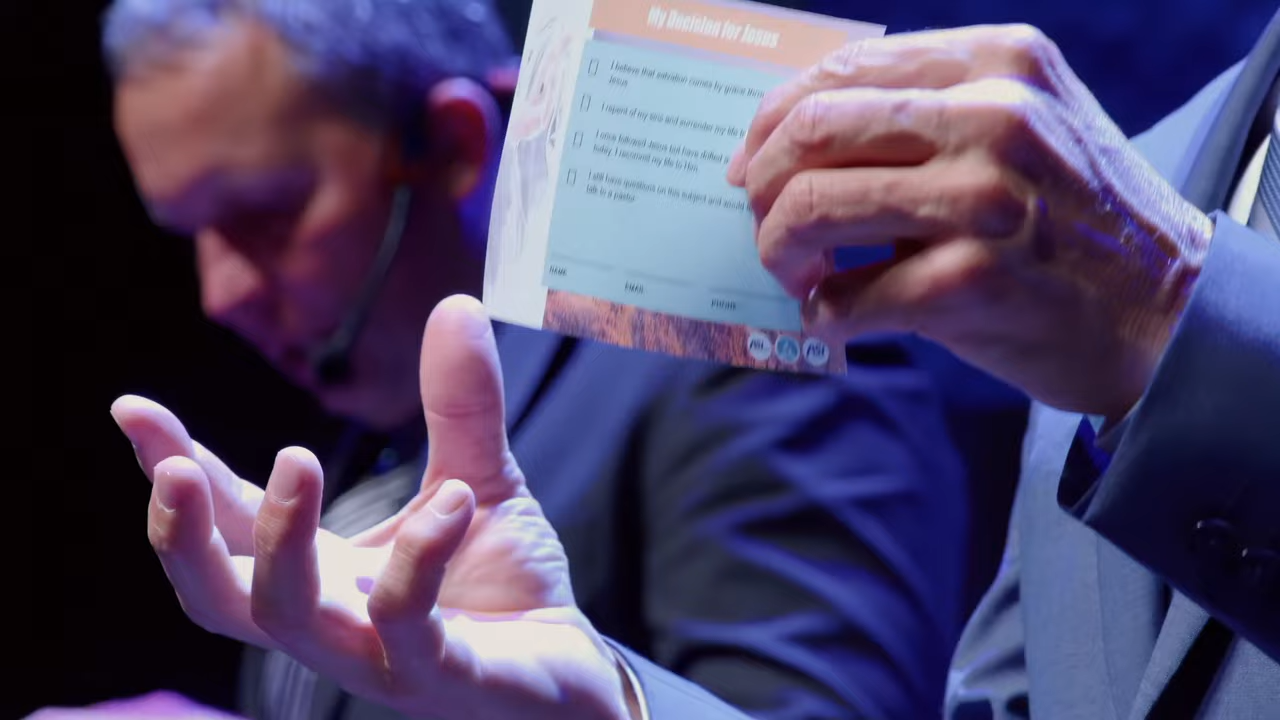 My Decision for Jesus
I believe that salvation comes by grace
Jesus
I repent of my sins and surrender my life to
I once followed Jesus but have drifted
today, I recommit my life to Him.
I still have questions on this subject and would
talk to a pastor.
NAME
EMAIL
PHONE
ASi